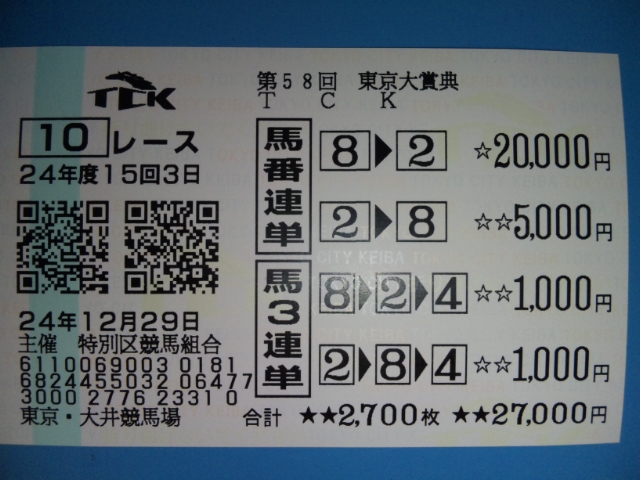 TCK
第58回 東京大賞典
T C K
10 レース
24年度15回3日
馬番連単
8▶2 ☆20,000円
2▶8 ☆☆5,000円
馬3連単
8▶2▶4 ☆☆1,000円
2▶8▶4 ☆☆1,000円
24年12月29日
主催 特別区競馬組合
6110069003 0181
6824455032 06477
3000 2776 2331 0
東京・大井競馬場
合計 ★★2,700枚 ★★27,000円
CITY KEIBA TOKYO